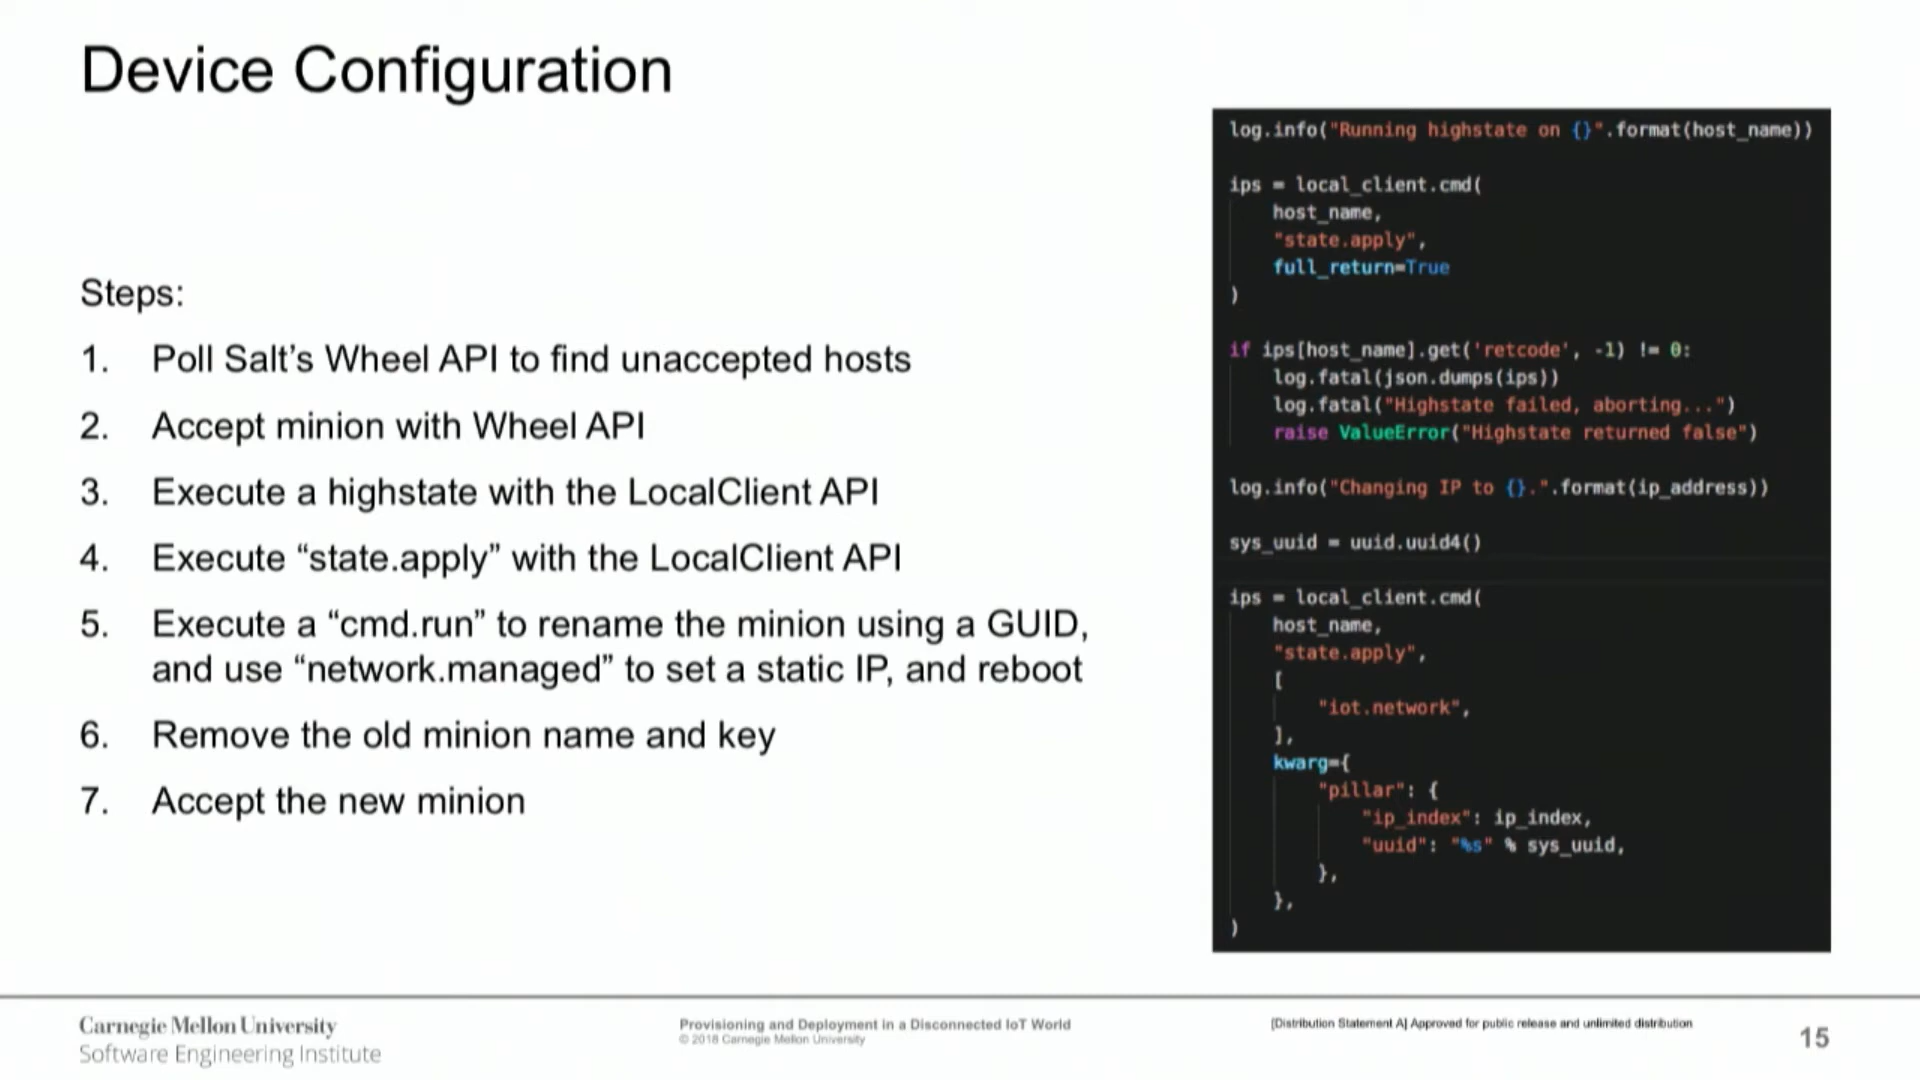 Device Configuration
Steps:
1. Poll Salt’s Wheel API to find unaccepted hosts
2. Accept minion with Wheel API
3. Execute a highstate with the LocalClient API
4. Execute “state.apply” with the LocalClient API
5. Execute a “cmd.run” to rename the minion using a GUID,
and use “network.managed” to set a static IP, and reboot
6. Remove the old minion name and key
7. Accept the new minion
log.info("Running highstate on {}".format(host_name))
ips = local_client.cmd(
host_name,
"state.apply",
full_return=True
)
if ips[host_name].get('retcode', -1) != 0:
log.fatal(json.dumps(ips))
log.fatal("Highstate failed, aborting...")
raise ValueError("Highstate returned false")
log.info("Changing IP to {}.".format(ip_address))
sys_uuid = uuid.uuid4()
ips = local_client.cmd(
host_name,
"state.apply",
[
"iot.network",
],
kwarg={
"pillar": {
"ip_index": ip_index,
"uuid": "%s" % sys_uuid,
},
},
)
Carnegie Mellon University
Software Engineering Institute
Provisioning and Deployment in a Disconnected IoT World
© 2018 Carnegie Mellon University
[Distribution Statement A] Approved for public release and unlimited distribution
15